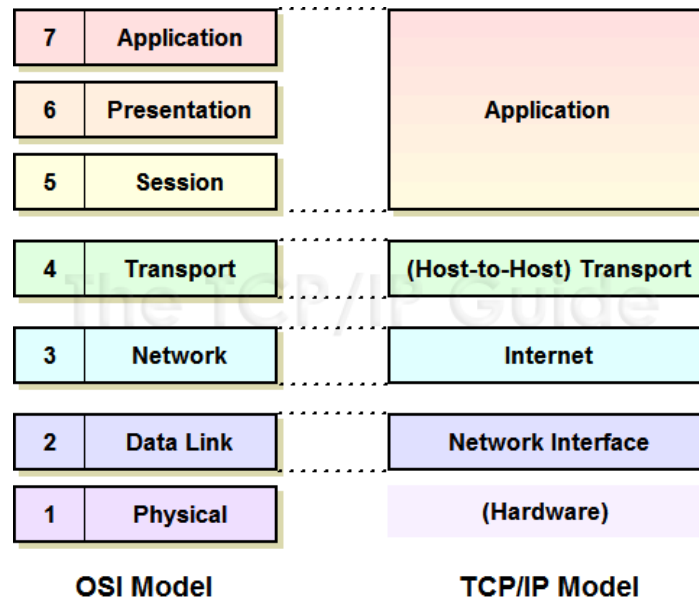 7 Application
6 Presentation
5 Session
4 Transport
3 Network
2 Data Link
1 Physical
OSI Model
Application
(Host-to-Host) Transport
Internet
Network Interface
(Hardware)
TCP/IP Model
The TCP/IP Guide